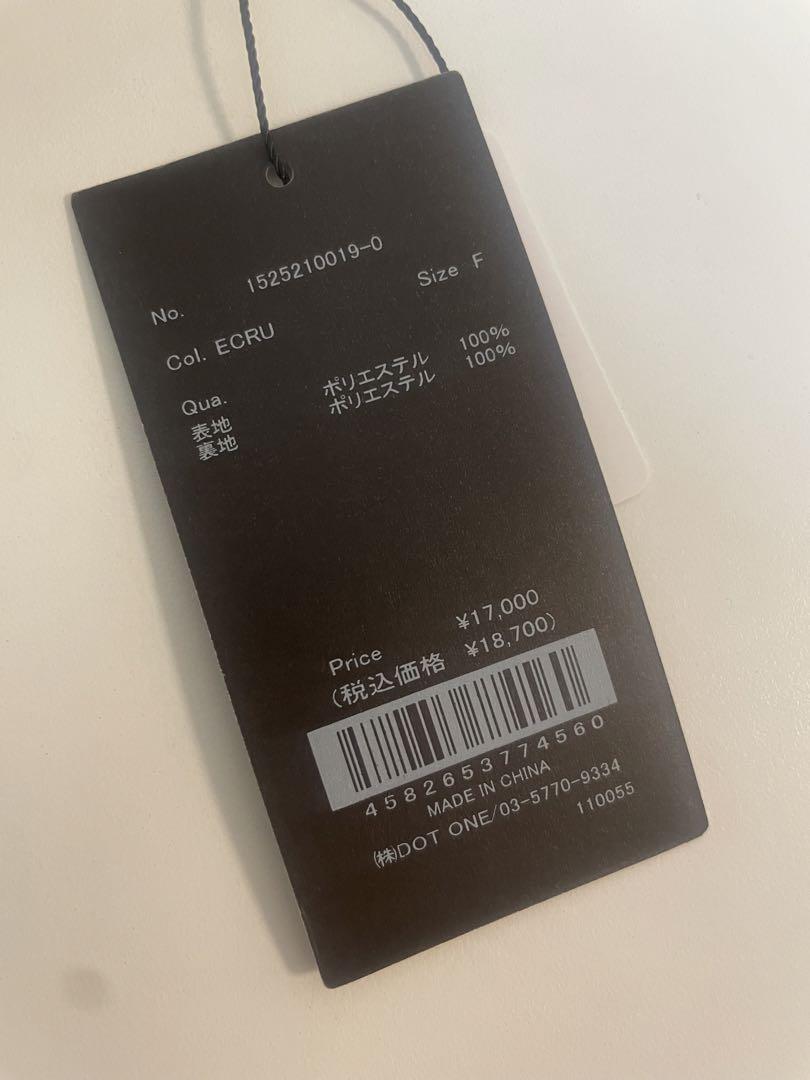 No. 1525210019-0
Col. ECRU Size F
Qua.
表地 ポリエステル 100%
裏地 ポリエステル 100%
Price ¥17,000
(税込価格 ¥18,700)
4582653774560
MADE IN CHINA
㈱DOT ONE/03-5770-9334
110055